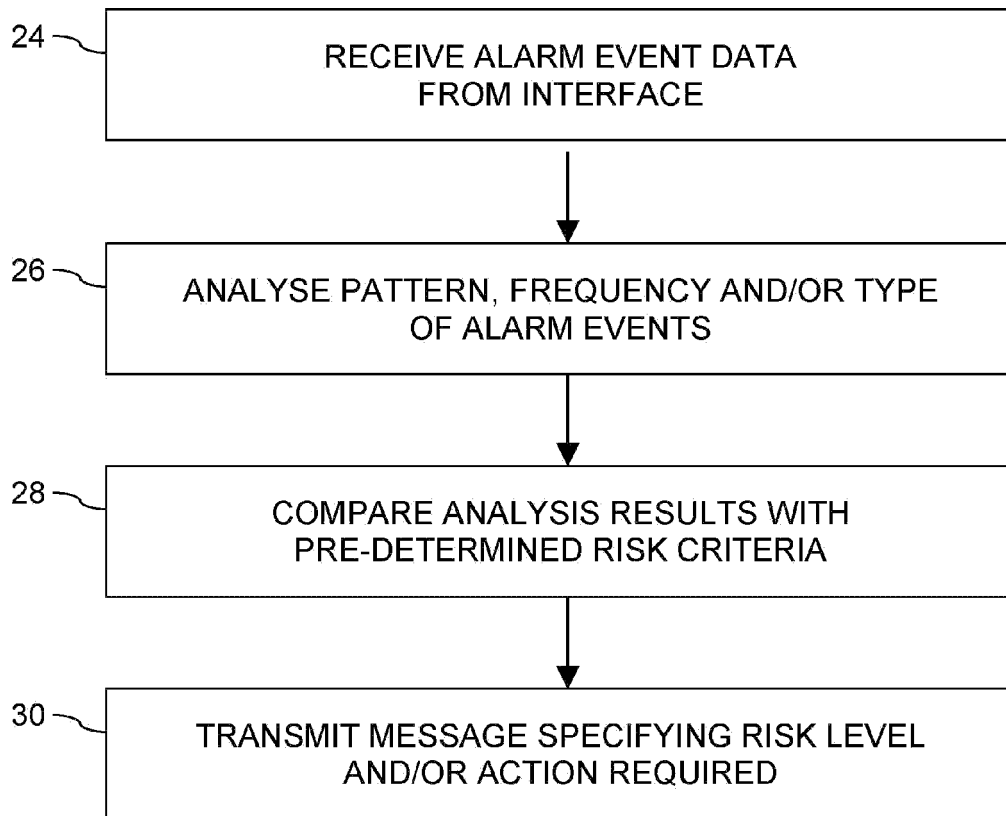 24
RECEIVE ALARM EVENT DATA
FROM INTERFACE
26
ANALYSE PATTERN, FREQUENCY AND/OR TYPE
OF ALARM EVENTS
28
COMPARE ANALYSIS RESULTS WITH
PRE-DETERMINED RISK CRITERIA
30
TRANSMIT MESSAGE SPECIFYING RISK LEVEL
AND/OR ACTION REQUIRED